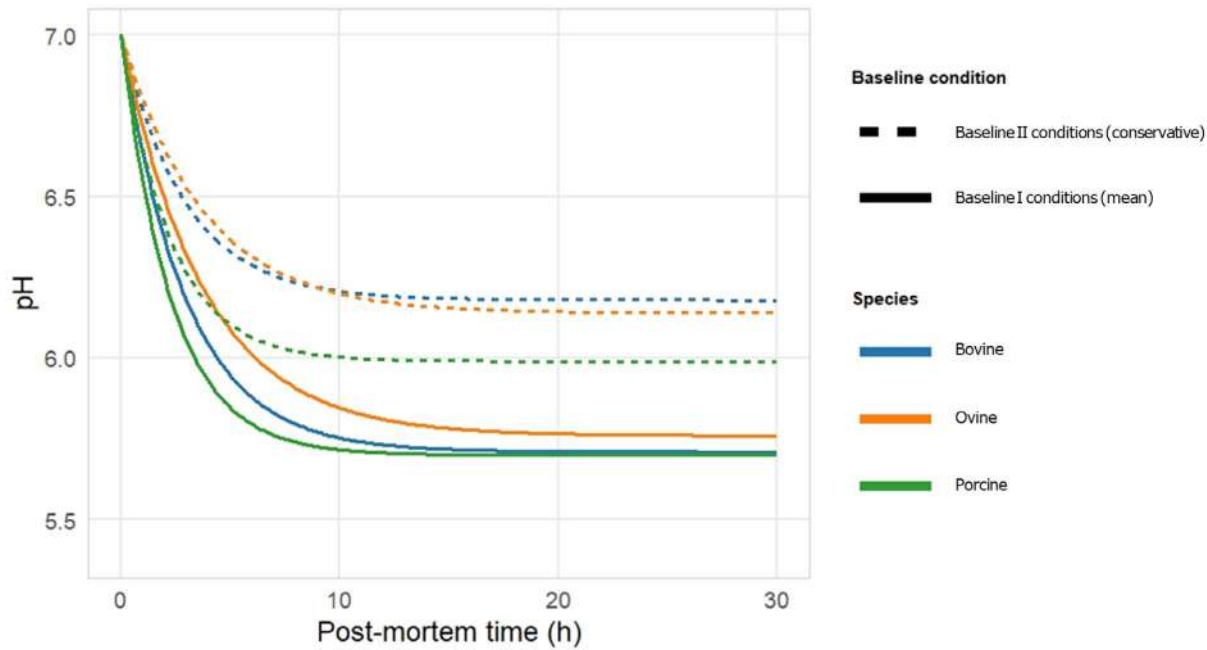 7.0
6.5
6.0
5.5
pH
0
10
20
30
Post-mortem time (h)
Baseline condition
Baseline II conditions (conservative)
Baseline I conditions (mean)
Species
Bovine
Ovine
Porcine